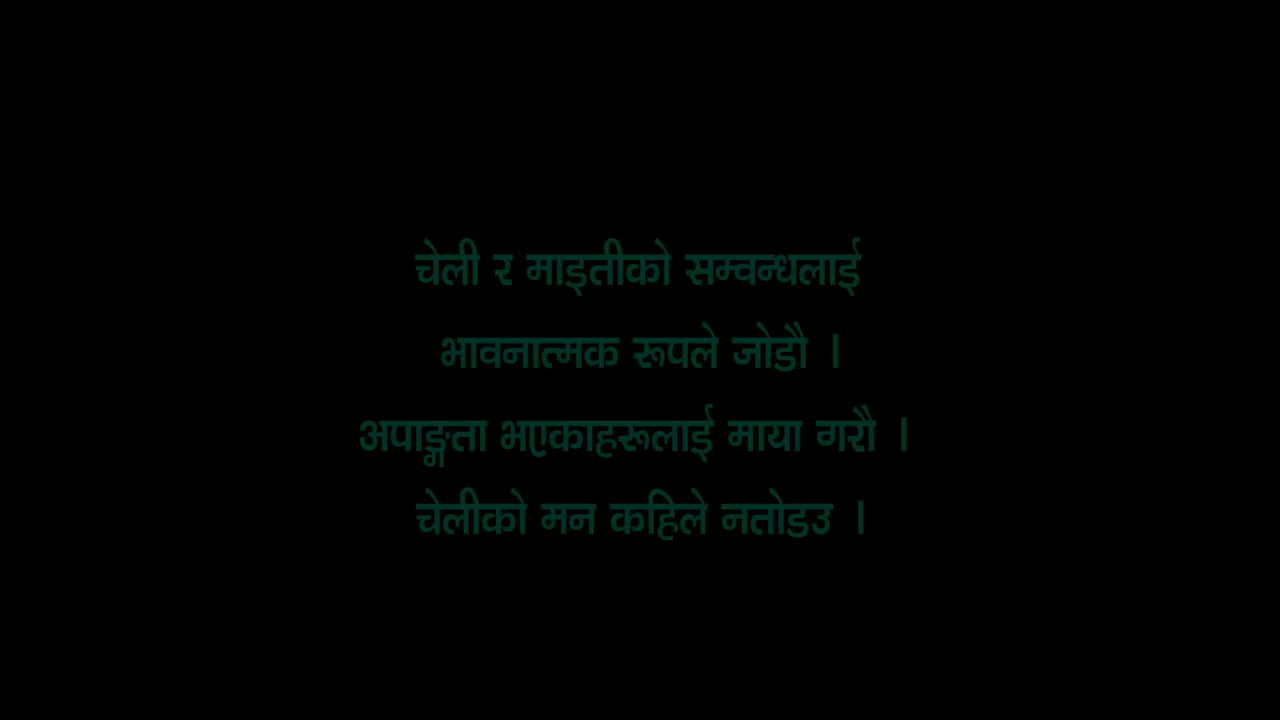 चेली र माइतीको सम्वन्धलाई
भावनात्मक रूपले जोडौ ।
अपाङ्गता भएकाहरूलाई माया गरौ ।
चेलीको मन कहिले नतोडउ ।